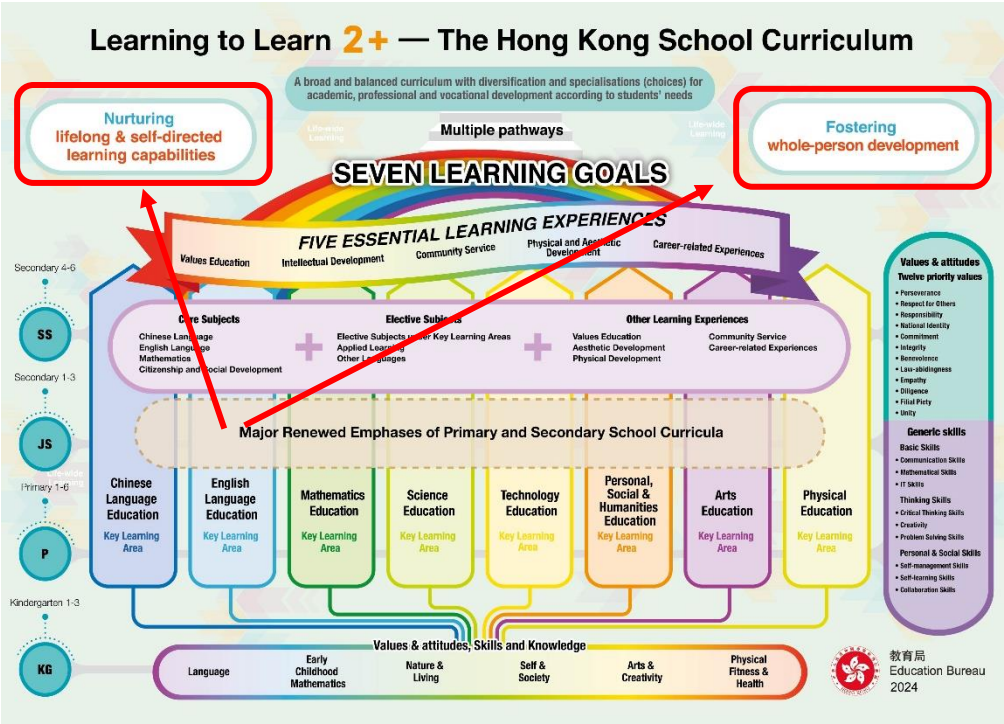 Learning to Learn 2+ — The Hong Kong School Curriculum
A broad and balanced curriculum with diversification and specialisations (choices) for
academic, professional and vocational development according to students' needs
Nurturing
lifelong & self-directed
learning capabilities
Life-wide
Learning
Multiple pathways
Life-wide
Learning
Fostering
whole-person development
SEVEN LEARNING GOALS
FIVE ESSENTIAL LEARNING EXPERIENCES
Values Education
Intellectual Development
Community Service
Physical and Aesthetic
Development
Career-related Experiences
Secondary 4-6
SS
Secondary 1-3
JS
Life-wide
Learning
Primary 1-6
P
Kindergarten 1-3
KG
Core Subjects
Chinese Language
English Language
Mathematics
Citizenship and Social Development
+
Elective Subjects
Elective Subjects under Key Learning Areas
Applied Learning
Other Languages
+
Other Learning Experiences
Values Education
Aesthetic Development
Physical Development
Community Service
Career-related Experiences
Major Renewed Emphases of Primary and Secondary School Curricula
Chinese
Language
Education
Key Learning
Area
English
Language
Education
Key Learning
Area
Mathematics
Education
Key Learning
Area
Science
Education
Key Learning
Area
Technology
Education
Key Learning
Area
Personal,
Social &
Humanities
Education
Key Learning
Area
Arts
Education
Key Learning
Area
Physical
Education
Key Learning
Area
Values & attitudes, Skills and Knowledge
Language
Early
Childhood
Mathematics
Nature &
Living
Self &
Society
Arts &
Creativity
Physical
Fitness &
Health
Values & attitudes
Twelve priority values
• Perseverance
• Respect for Others
• Responsibility
• National Identity
• Commitment
• Integrity
• Benevolence
• Law-abidingness
• Empathy
• Diligence
• Filial Piety
• Unity
Generic skills
Basic Skills
• Communication Skills
• Mathematical Skills
• IT Skills
Thinking Skills
• Critical Thinking Skills
• Creativity
• Problem Solving Skills
Personal & Social Skills
• Self-management Skills
• Self-learning Skills
• Collaboration Skills
教育局
Education Bureau
2024